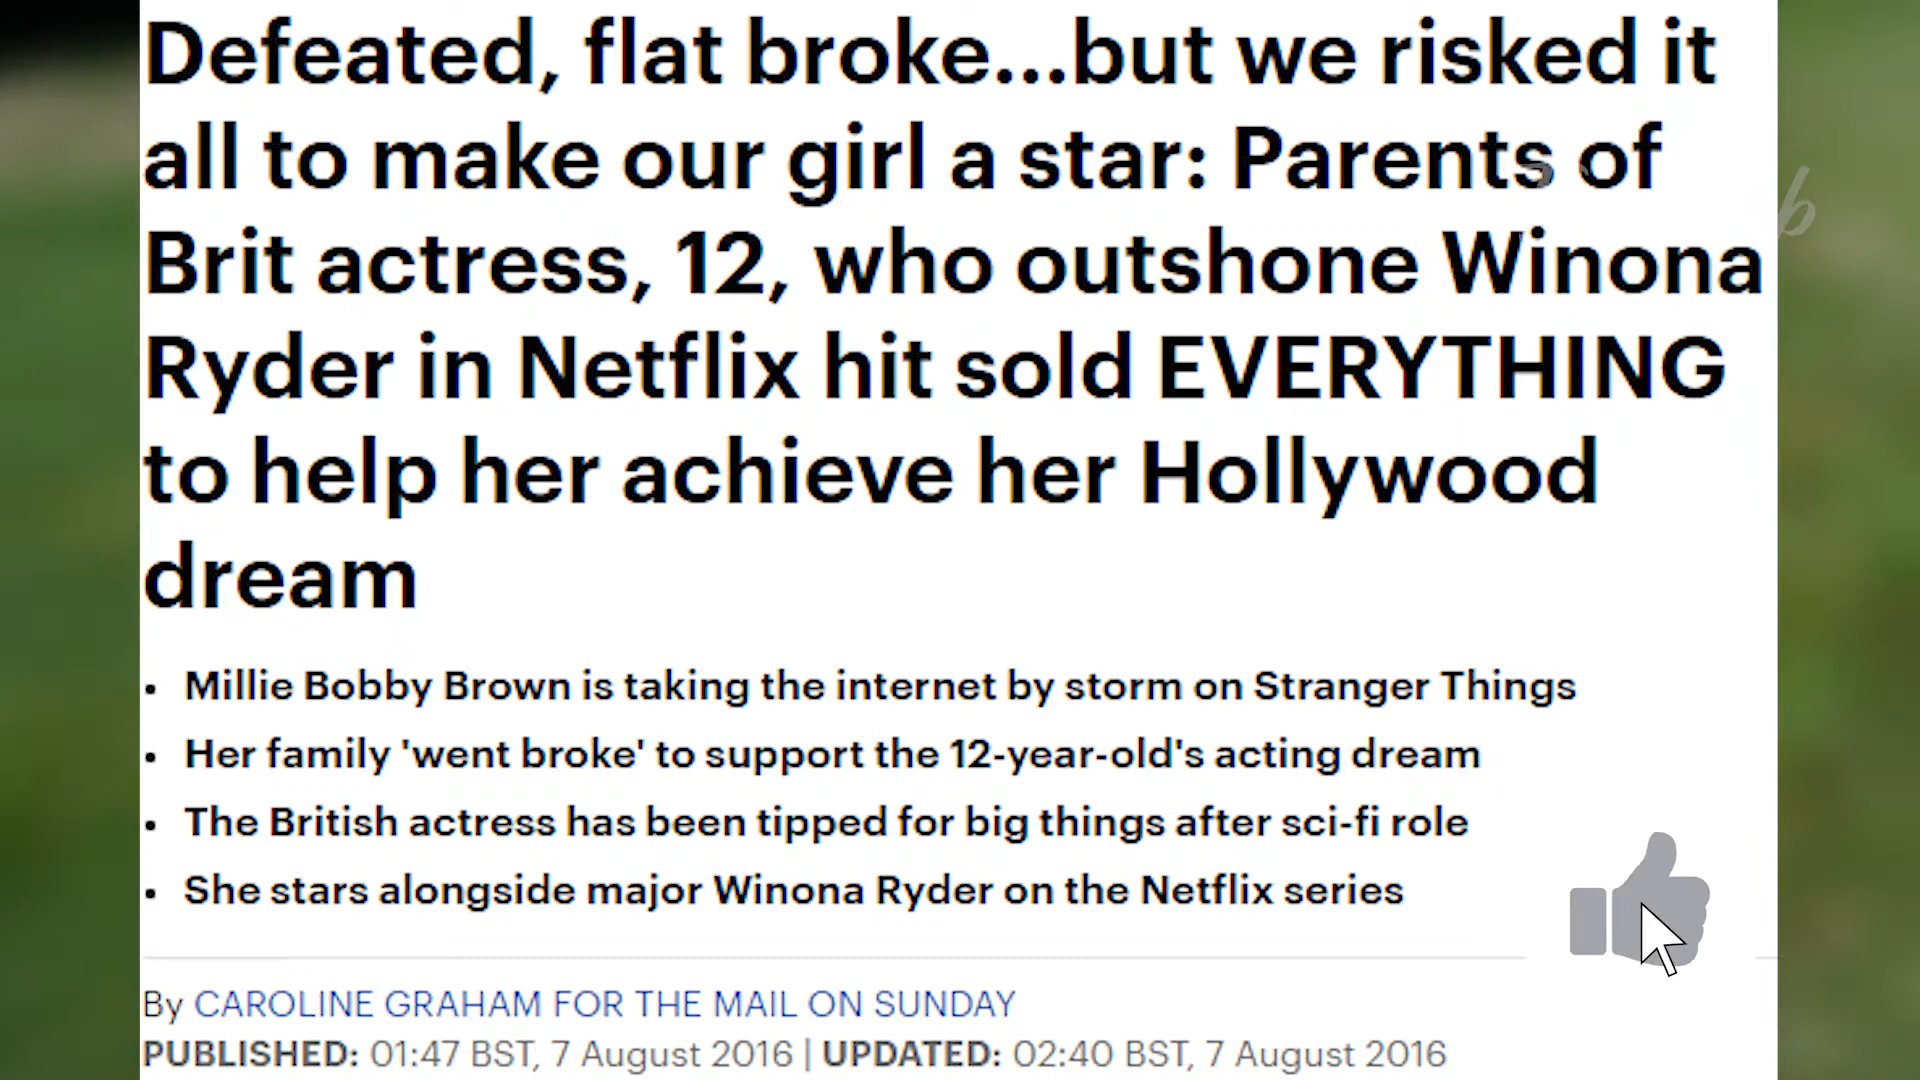 Defeated, flat broke...but we risked it
all to make our girl a star: Parents of
Brit actress, 12, who outshone Winona
Ryder in Netflix hit sold EVERYTHING
to help her achieve her Hollywood
dream
• Millie Bobby Brown is taking the internet by storm on Stranger Things
• Her family 'went broke' to support the 12-year-old's acting dream
• The British actress has been tipped for big things after sci-fi role
• She stars alongside major Winona Ryder on the Netflix series
By CAROLINE GRAHAM FOR THE MAIL ON SUNDAY
PUBLISHED: 01:47 BST, 7 August 2016 | UPDATED: 02:40 BST, 7 August 2016